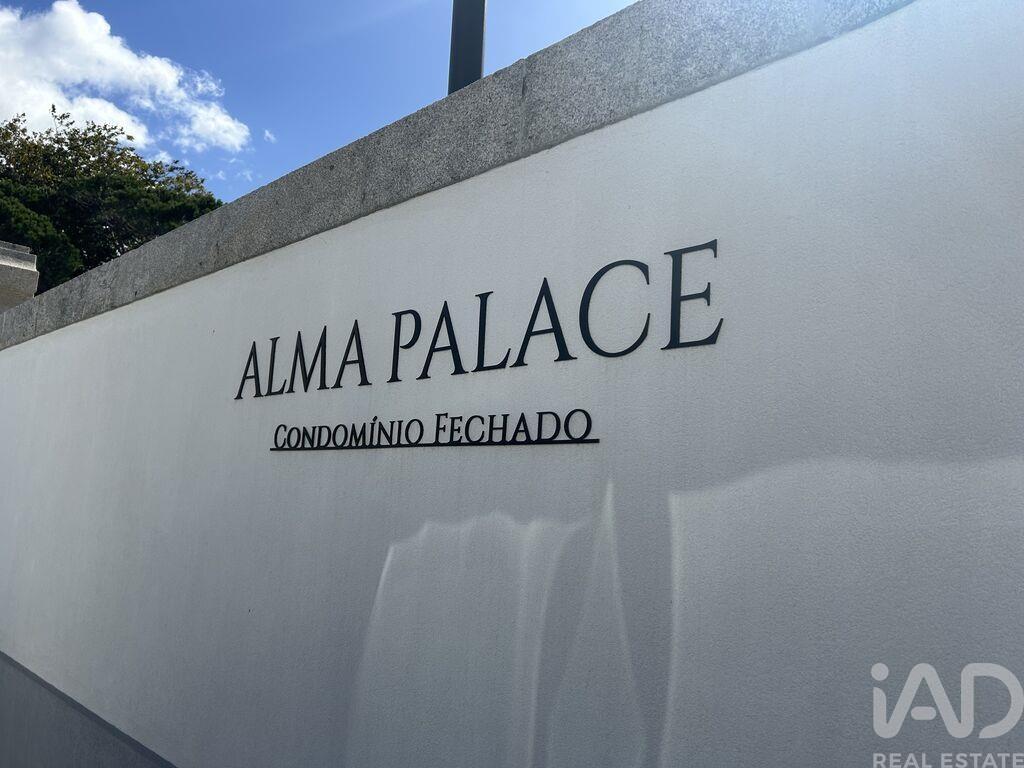 ALMA PALACE
CONDOMÍNIO FECHADO
iAD
REAL ESTATE